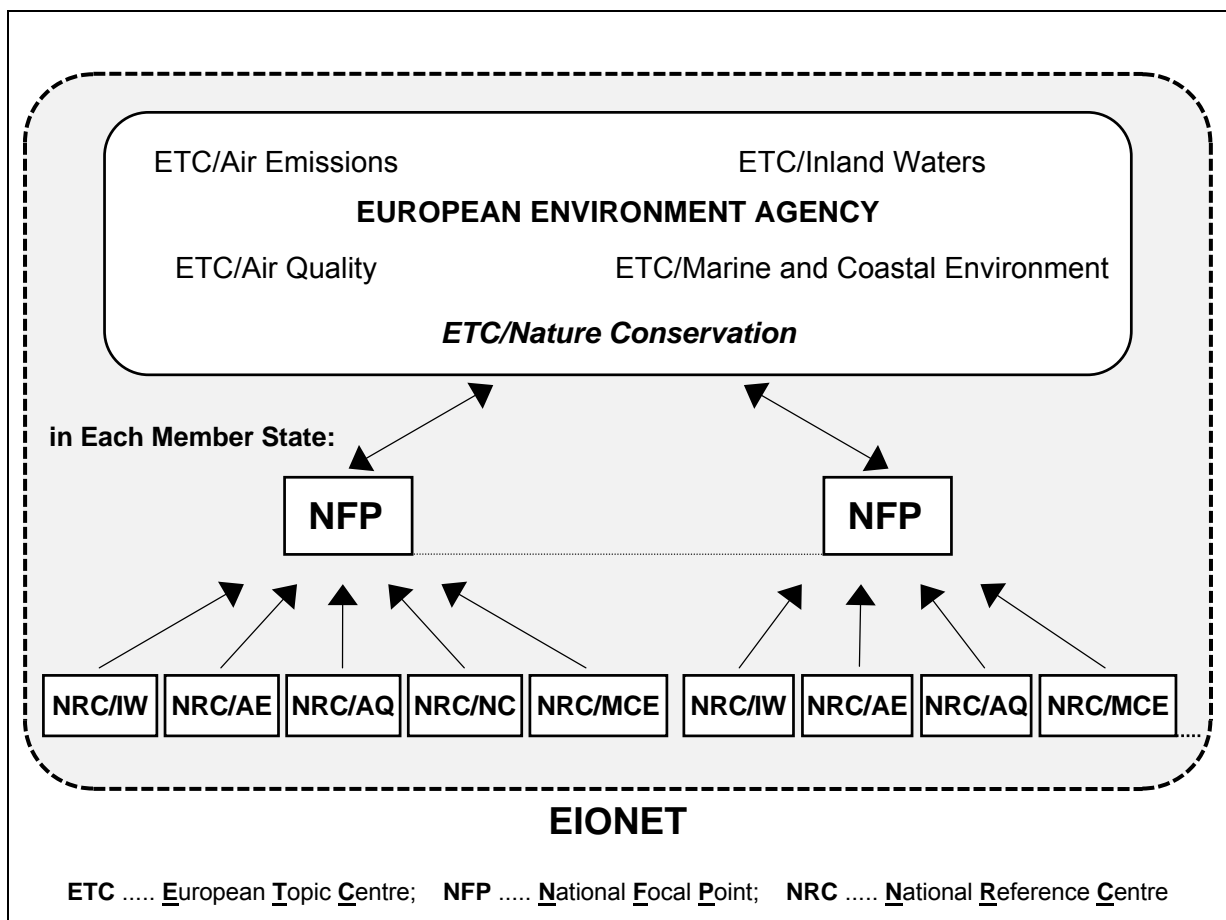 ETC/Air Emissions ETC/Inland Waters
EUROPEAN ENVIRONMENT AGENCY
ETC/Air Quality ETC/Marine and Coastal Environment
ETC/Nature Conservation
in Each Member State:
NFP NFP
NRC/IW NRC/AE NRC/AQ NRC/NC NRC/MCE NRC/IW NRC/AE NRC/AQ NRC/MCE .....
EIONET
ETC ..... European Topic Centre; NFP ..... National Focal Point; NRC ..... National Reference Centre